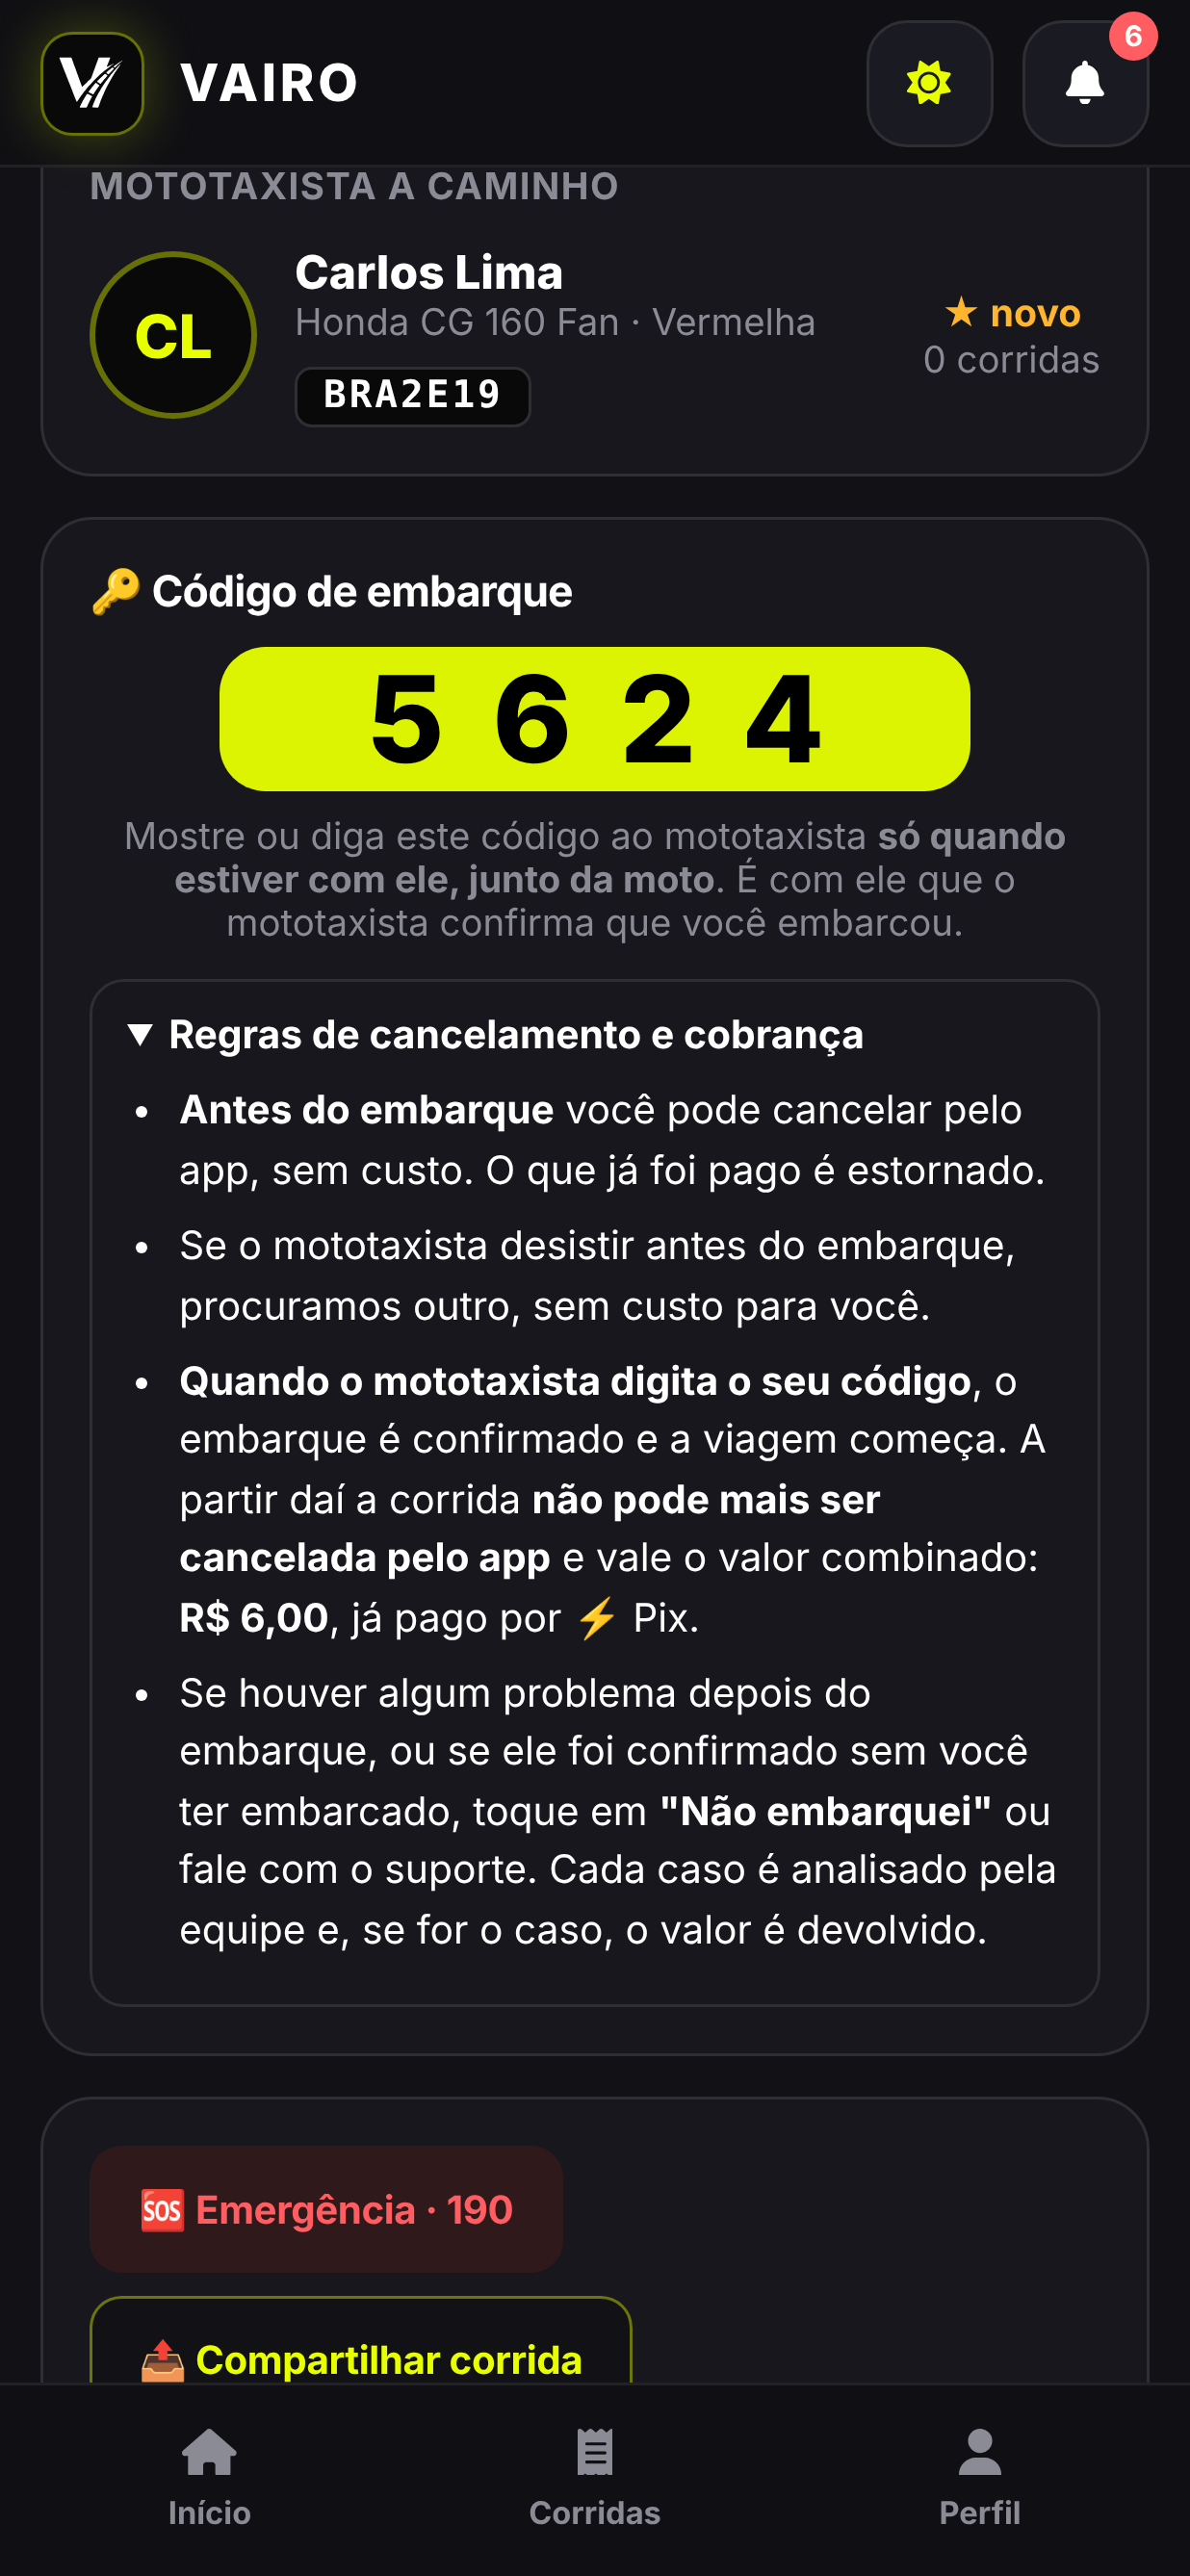 VAIRO
6
MOTOTAXISTA A CAMINHO
CL
Carlos Lima
Honda CG 160 Fan · Vermelha
BRA2E19
★ novo
0 corridas
🔑 Código de embarque
5 6 2 4
Mostre ou diga este código ao mototaxista só quando
estiver com ele, junto da moto. É com ele que o
mototaxista confirma que você embarcou.
▼ Regras de cancelamento e cobrança
• Antes do embarque você pode cancelar pelo
app, sem custo. O que já foi pago é estornado.
• Se o mototaxista desistir antes do embarque,
procuramos outro, sem custo para você.
• Quando o mototaxista digita o seu código, o
embarque é confirmado e a viagem começa. A
partir daí a corrida não pode mais ser
cancelada pelo app e vale o valor combinado:
R$ 6,00, já pago por ⚡ Pix.
• Se houver algum problema depois do
embarque, ou se ele foi confirmado sem você
ter embarcado, toque em "Não embarquei" ou
fale com o suporte. Cada caso é analisado pela
equipe e, se for o caso, o valor é devolvido.
🆘 Emergência · 190
📤 Compartilhar corrida
Início
Corridas
Perfil